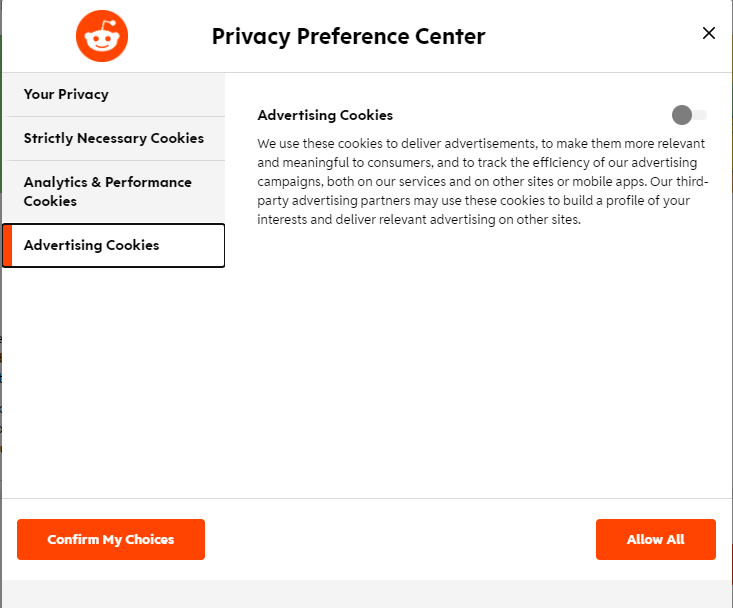 Privacy Preference Center
Your Privacy
Strictly Necessary Cookies
Analytics & Performance
Cookies
Advertising Cookies
Advertising Cookies
We use these cookies to deliver advertisements, to make them more relevant
and meaningful to consumers, and to track the efficiency of our advertising
campaigns, both on our services and on other sites or mobile apps. Our third-
party advertising partners may use these cookies to build a profile of your
interests and deliver relevant advertising on other sites.
Confirm My Choices
Allow All